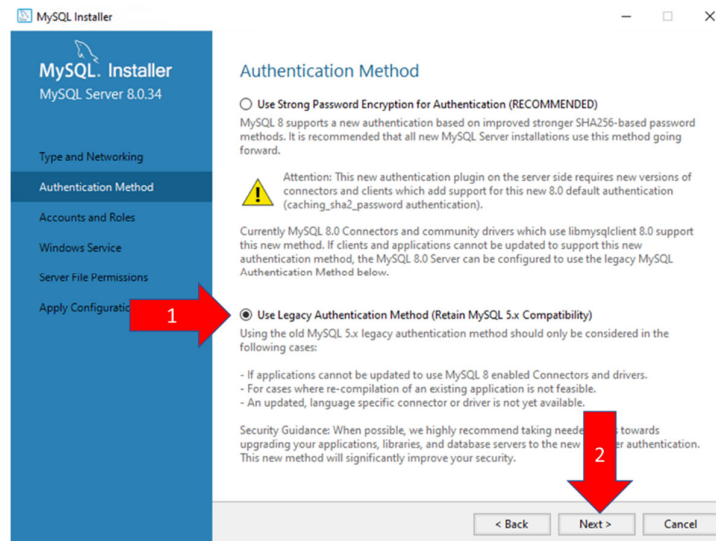 MySQL Installer
MySQL. Installer
MySQL Server 8.0.34
Type and Networking
Authentication Method
Accounts and Roles
Windows Service
Server File Permissions
Apply
1
Authentication Method
Use Strong Password Encryption for Authentication (RECOMMENDED)
MySQL 8 supports a new authentication based on improved stronger SHA256-based password
methods. It is recommended that all new MySQL Server installations use this method going
forward.
Attention: This new authentication plugin on the server side requires new versions of
connectors and clients which add support for this new 8.0 default authentication
(caching_sha2_password authentication).
Currently MySQL 8.0 Connectors and community drivers which use libmysqlclient 8.0 support
this new method. If clients and applications cannot be updated to support this new
authentication method, the MySQL 8.0 Server can be configured to use the legacy MySQL
Authentication Method below.
Use Legacy Authentication Method (Retain MySQL 5.x Compatibility)
Using the old MySQL 5.x legacy authentication method should only be considered in the
following cases:
- If applications cannot be updated to use MySQL 8 enabled Connectors and drivers.
- For cases where re-compilation of an existing application is not feasible.
- An updated, language specific connector or driver is not yet available.
Security Guidance: When possible, we highly recommend taking towards
upgrading your applications, libraries, and database servers to the new authentication.
This new method will significantly improve your security.
2
< Back
Next >
Cancel